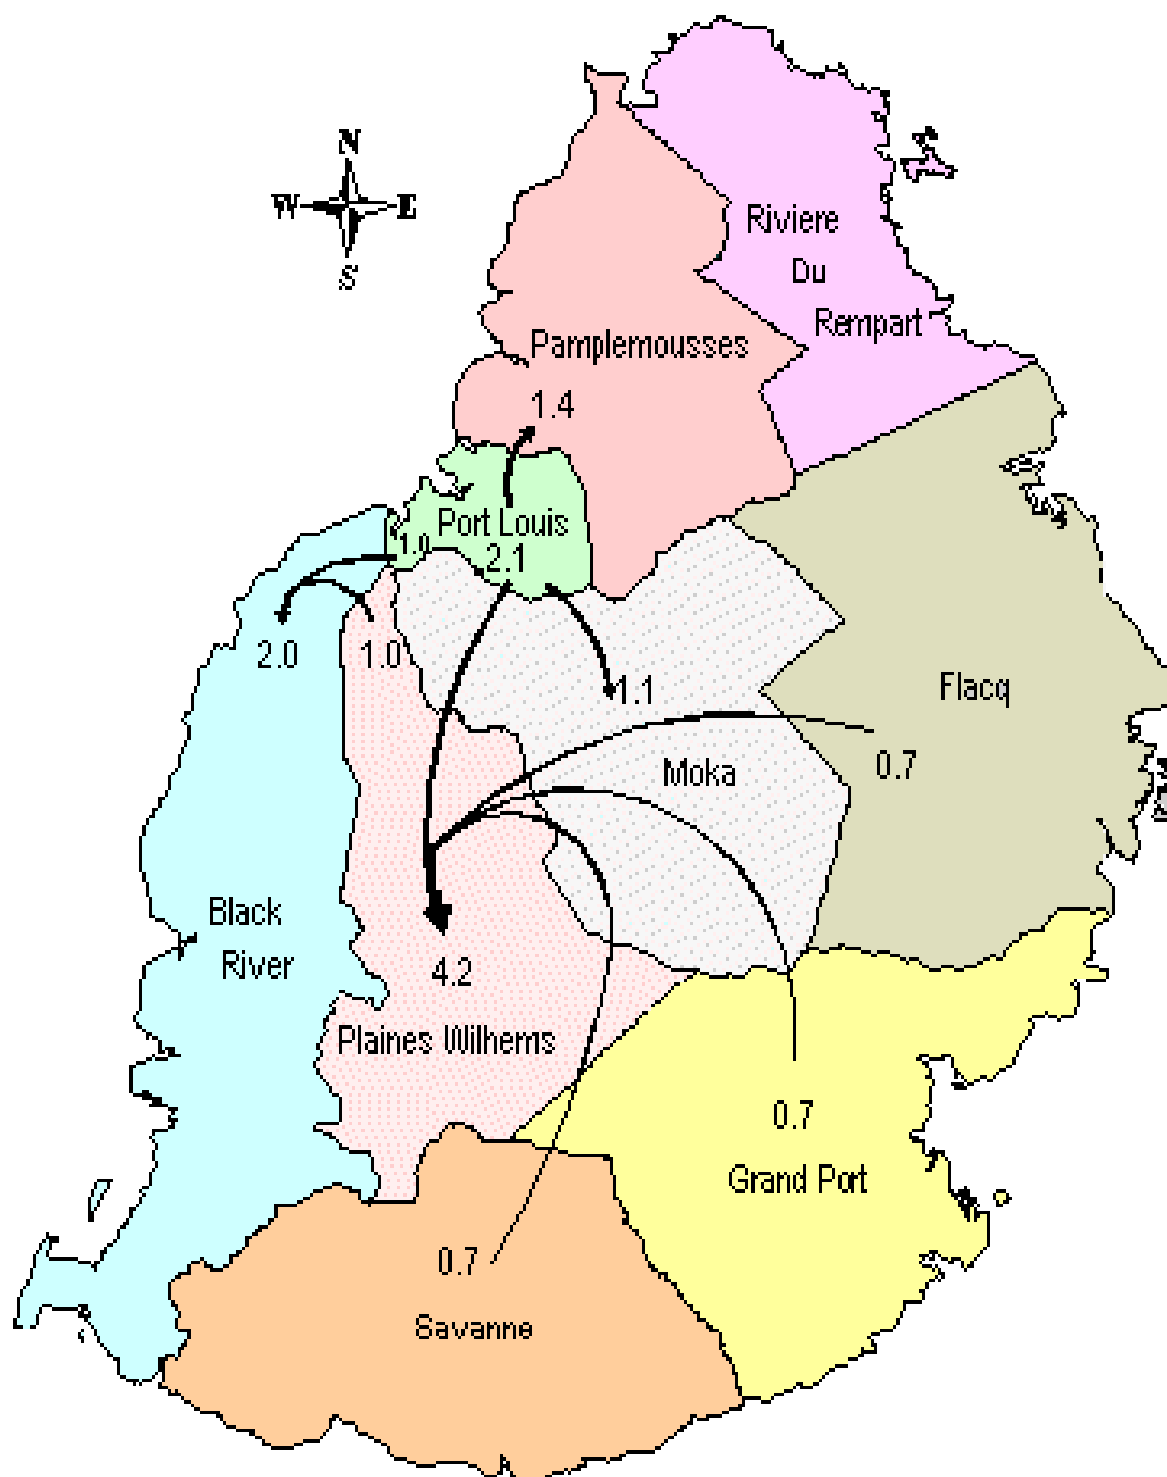 N
W E
S
Riviere
Du
Rempart
Pamplemousses
1.4
Port Louis
1.0
2.1
2.0
1.0
1.1
Flacq
0.7
Moka
Black
River
4.2
Plaines Wilhems
0.7
Grand Port
0.7
Savanne